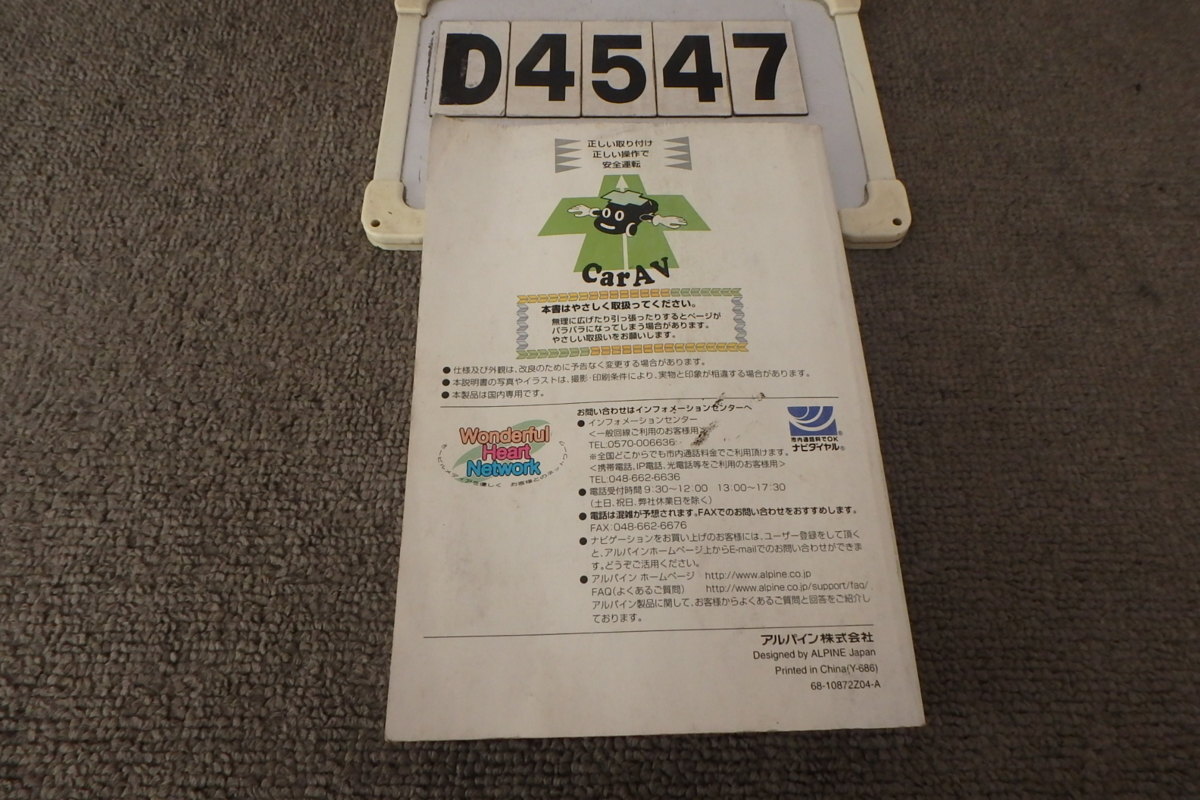 D4547
正しい取り付け
正しい操作で
安全運転
CarAV
本書はやさしく取扱ってください。
無理に広げたり引っ張ったりするとページが
バラバラになってしまう場合があります。
やさしい取扱いをお願いします。
●仕様及び外観は、改良のために予告なく変更する場合があります。
●本説明書の写真やイラストは、撮影・印刷条件により、実物と印象が相違する場合があります。
●本製品は国内専用です。
Wonderful
Heart
Network
お問い合わせはインフォメーションセンターへ
●インフォメーションセンター
<一般回線ご利用のお客様用>
TEL:0570-006636
※全国どこからでも市内通話料金でご利用頂けます。
<携帯電話、IP電話、光電話等をご利用のお客様用>
TEL:048-662-6636
●電話受付時間 9:30～12:00 13:00～17:30
(土日、祝日、弊社休業日を除く)
●電話は混雑が予想されます。FAXでのお問い合わせをおすすめします。
FAX:048-662-6676
●ナビゲーションをお買い上げのお客様には、ユーザー登録をして頂く
と、アルパインホームページ上からE-mailでのお問い合わせができま
す。どうぞご活用ください。
●アルパイン ホームページ http://www.alpine.co.jp
FAQ(よくあるご質問) http://www.alpine.co.jp/support/faq/
アルパイン製品に関して、お客様からよくあるご質問と回答をご紹介し
ております。
市内通話料でOK
ナビダイヤル®
アルパイン株式会社
Designed by ALPINE Japan
Printed in China(Y-686)
68-10872Z04-A